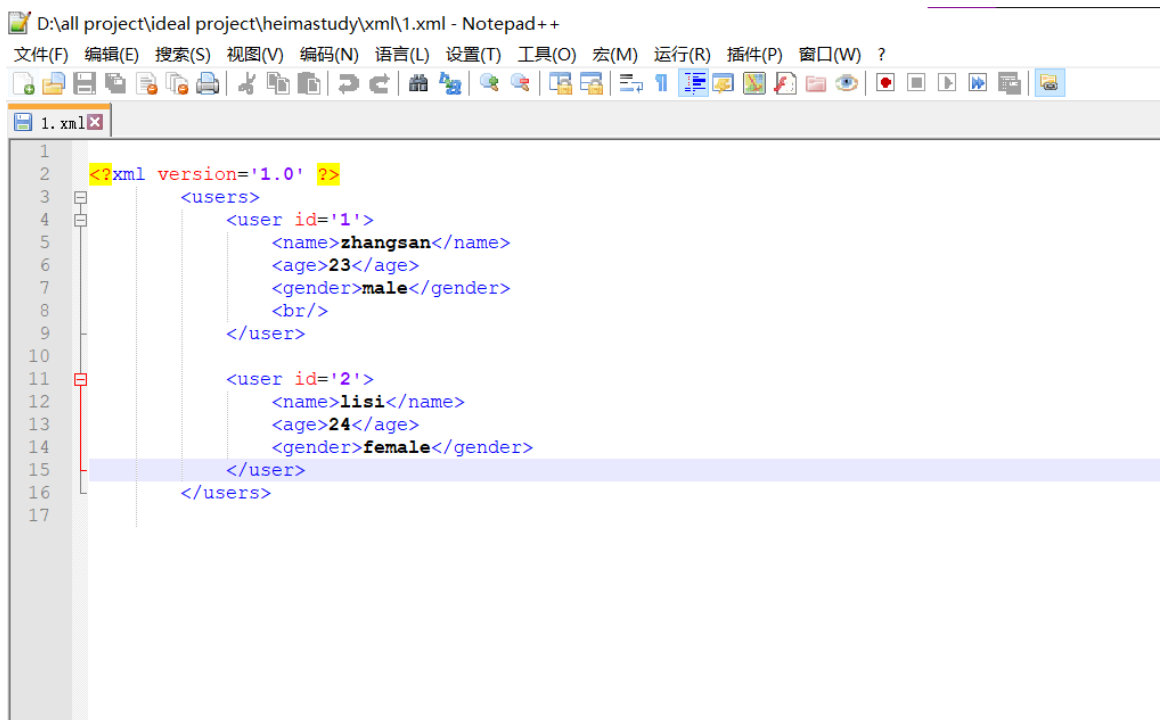 D:\all project\ideal project\heimastudy\xml\1.xml - Notepad++
文件(F) 编辑(E) 搜索(S) 视图(V) 编码(N) 语言(L) 设置(T) 工具(O) 宏(M) 运行(R) 插件(P) 窗口(W) ?
1.xml
1
2 <?xml version='1.0' ?>
3 <users>
4 <user id='1'>
5 <name>zhangsan</name>
6 <age>23</age>
7 <gender>male</gender>
8 <br/>
9 </user>
10
11 <user id='2'>
12 <name>lisi</name>
13 <age>24</age>
14 <gender>female</gender>
15 </user>
16 </users>
17